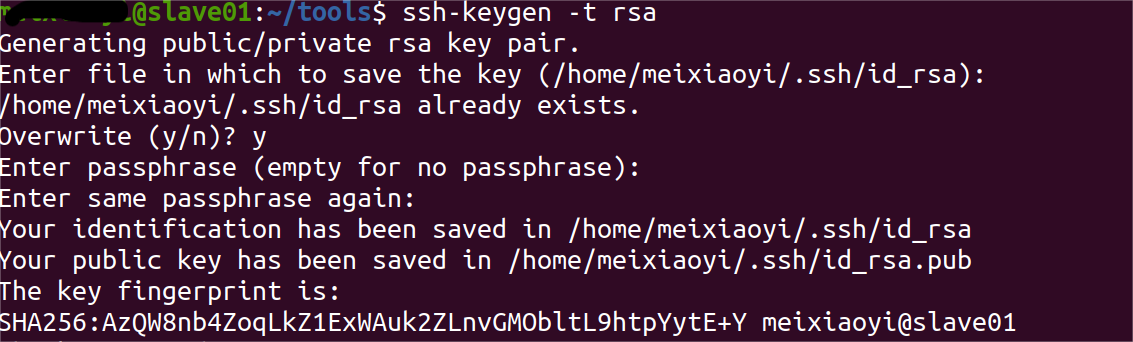 @slave01:~/tools$ ssh-keygen -t rsa
Generating public/private rsa key pair.
Enter file in which to save the key (/home/meixiaoyi/.ssh/id_rsa):
/home/meixiaoyi/.ssh/id_rsa already exists.
Overwrite (y/n)? y
Enter passphrase (empty for no passphrase):
Enter same passphrase again:
Your identification has been saved in /home/meixiaoyi/.ssh/id_rsa
Your public key has been saved in /home/meixiaoyi/.ssh/id_rsa.pub
The key fingerprint is:
SHA256:AzQW8nb4ZoqLkZ1ExWAuk2ZLnvGMObltL9htpYytE+Y meixiaoyi@slave01